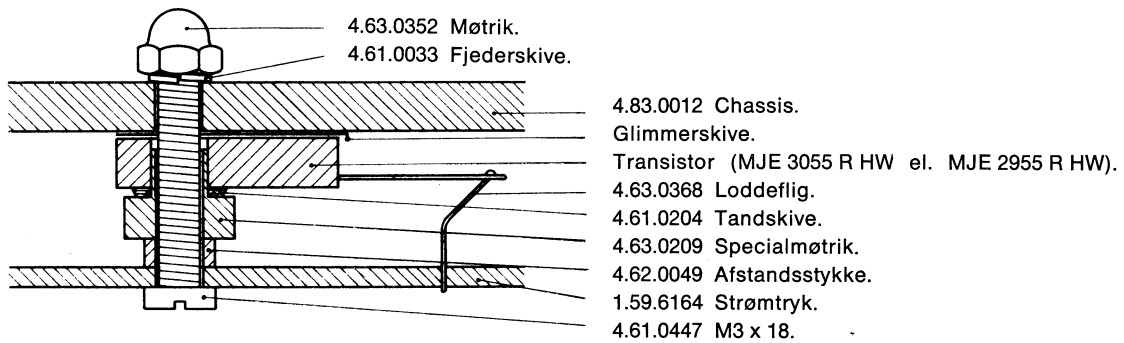 4.63.0352 Møtrik.
4.61.0033 Fjederskive.
4.83.0012 Chassis.
Glimmerskive.
Transistor (MJE 3055 R HW el. MJE 2955 R HW).
4.63.0368 Loddeflig.
4.61.0204 Tandskive.
4.63.0209 Specialmøtrik.
4.62.0049 Afstandsstykke.
1.59.6164 Strømtryk.
4.61.0447 M3 x 18.